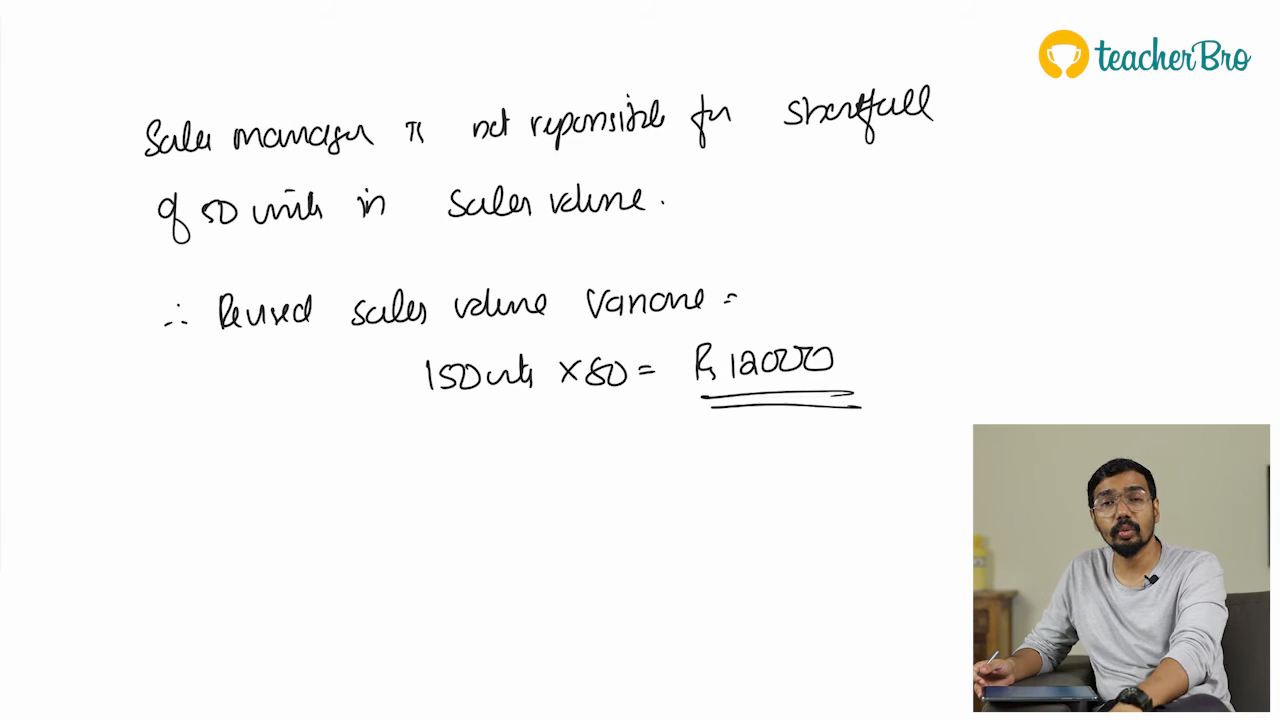 teacherBro
Sales manager is not reponsible for shortfall
of 50 units in sales volume.
∴ Revised sales volume variance =
150 units × 80 = Rs 12000